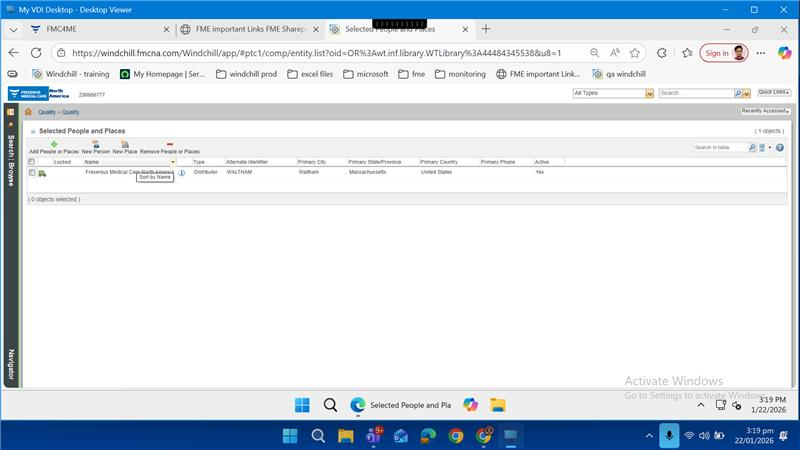 My VDI Desktop - Desktop Viewer
FMC4ME
FME important Links FME Sharep
Selected People and Places
https://windchill.fmcna.com/Windchill/app/#ptc1/comp/entity.list?oid=OR%3Awt.inf.library.WTLibrary%3A44484345538&u8=1
Sign in
Windchill - training
My Homepage | Ser...
windchill prod
excel files
microsoft
fme
monitoring
FME important Link...
qa windchill
FRESENIUS MEDICAL CARE
North America
Z00666777
All Types
Search . . .
Quick Links
Quality > Quality
Recently Accessed
Search | Browse
Navigator
Selected People and Places
( 1 objects )
Add People or Places
New Person
New Place
Remove People or Places
Search in table
Locked
Name
Type
Alternate Identifier
Primary City
Primary State/Province
Primary Country
Primary Phone
Active
Fresenius Medical Care North America
Distributor
WALTHAM
Waltham
Massachusetts
United States
Yes
Sort by Name
( 0 objects selected )
Activate Windows
Go to Settings to activate Windows.
Selected People and Pla
3:19 PM
1/22/2026
9+
3:19 pm
22/01/2026